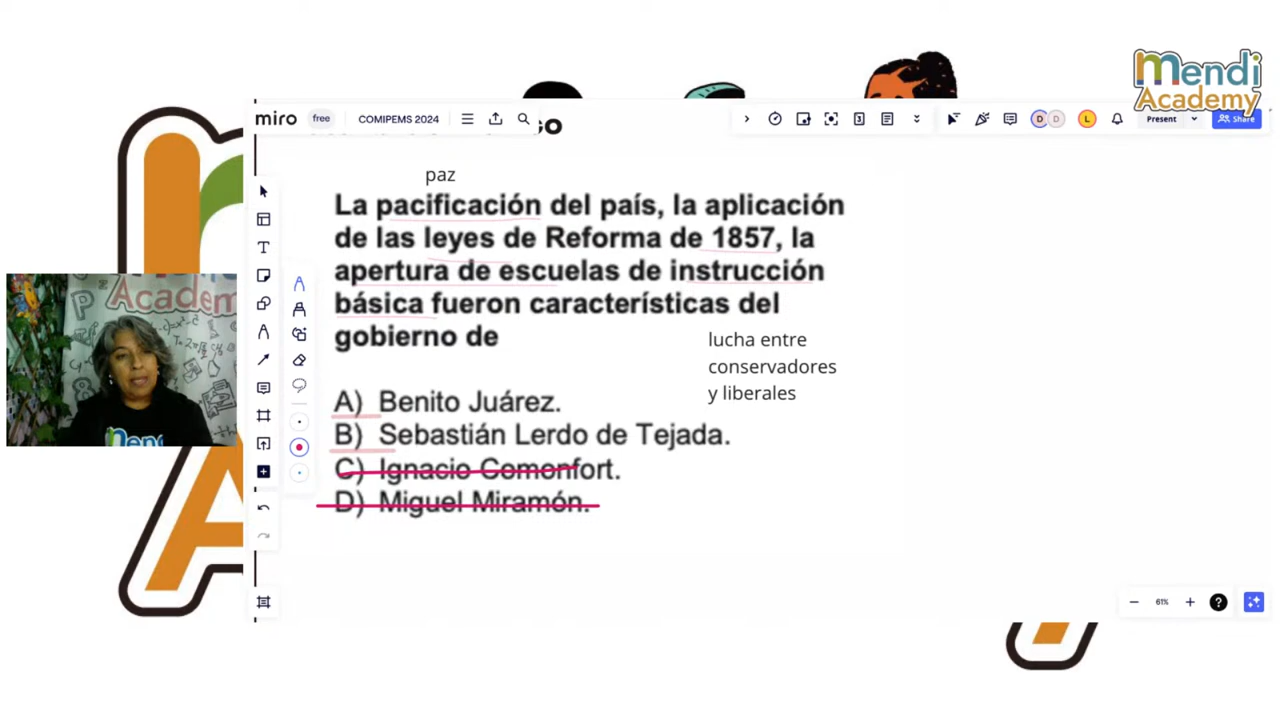 Mendi
Academy
miro free COMIPEMS 2024
Present
Share
co
paz
La pacificación del país, la aplicación
de las leyes de Reforma de 1857, la
apertura de escuelas de instrucción
básica fueron características del
gobierno de
lucha entre
conservadores
y liberales
A) Benito Juárez.
B) Sebastián Lerdo de Tejada.
C) Ignacio Comonfort.
D) Miguel Miramón.
Academy
61%